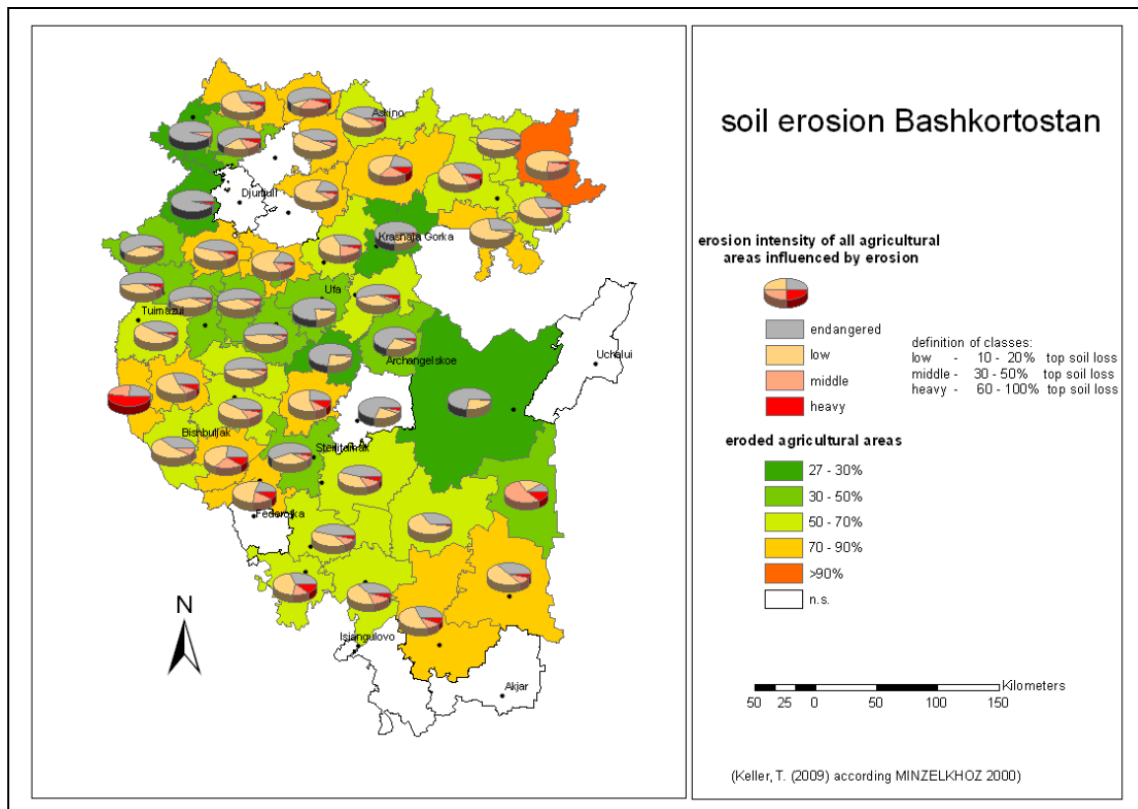 Askino
Djurtjuli
Krasnaja Gorka
Ufa
Tuimazui
Archangelskoe
Uchalui
Bishbuljak
Sterlitamak
Federovka
N
Isjangulovo
Akjar
soil erosion Bashkortostan
erosion intensity of all agricultural
areas influenced by erosion
endangered
low
middle
heavy
definition of classes:
low - 10 - 20% top soil loss
middle - 30 - 50% top soil loss
heavy - 60 - 100% top soil loss
eroded agricultural areas
27 - 30%
30 - 50%
50 - 70%
70 - 90%
>90%
n.s.
Kilometers
50 25 0 50 100 150
(Keller, T. (2009) according MINZELKHOZ 2000)